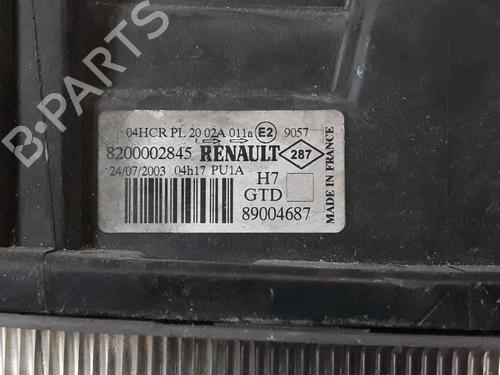 B-PARTS
04HCR PL 20 02A 011a E2 9057
8200002845 RENAULT 287
24/07/2003 04h17 PU1A
H7
GTD
89004687
MADE IN FRANCE